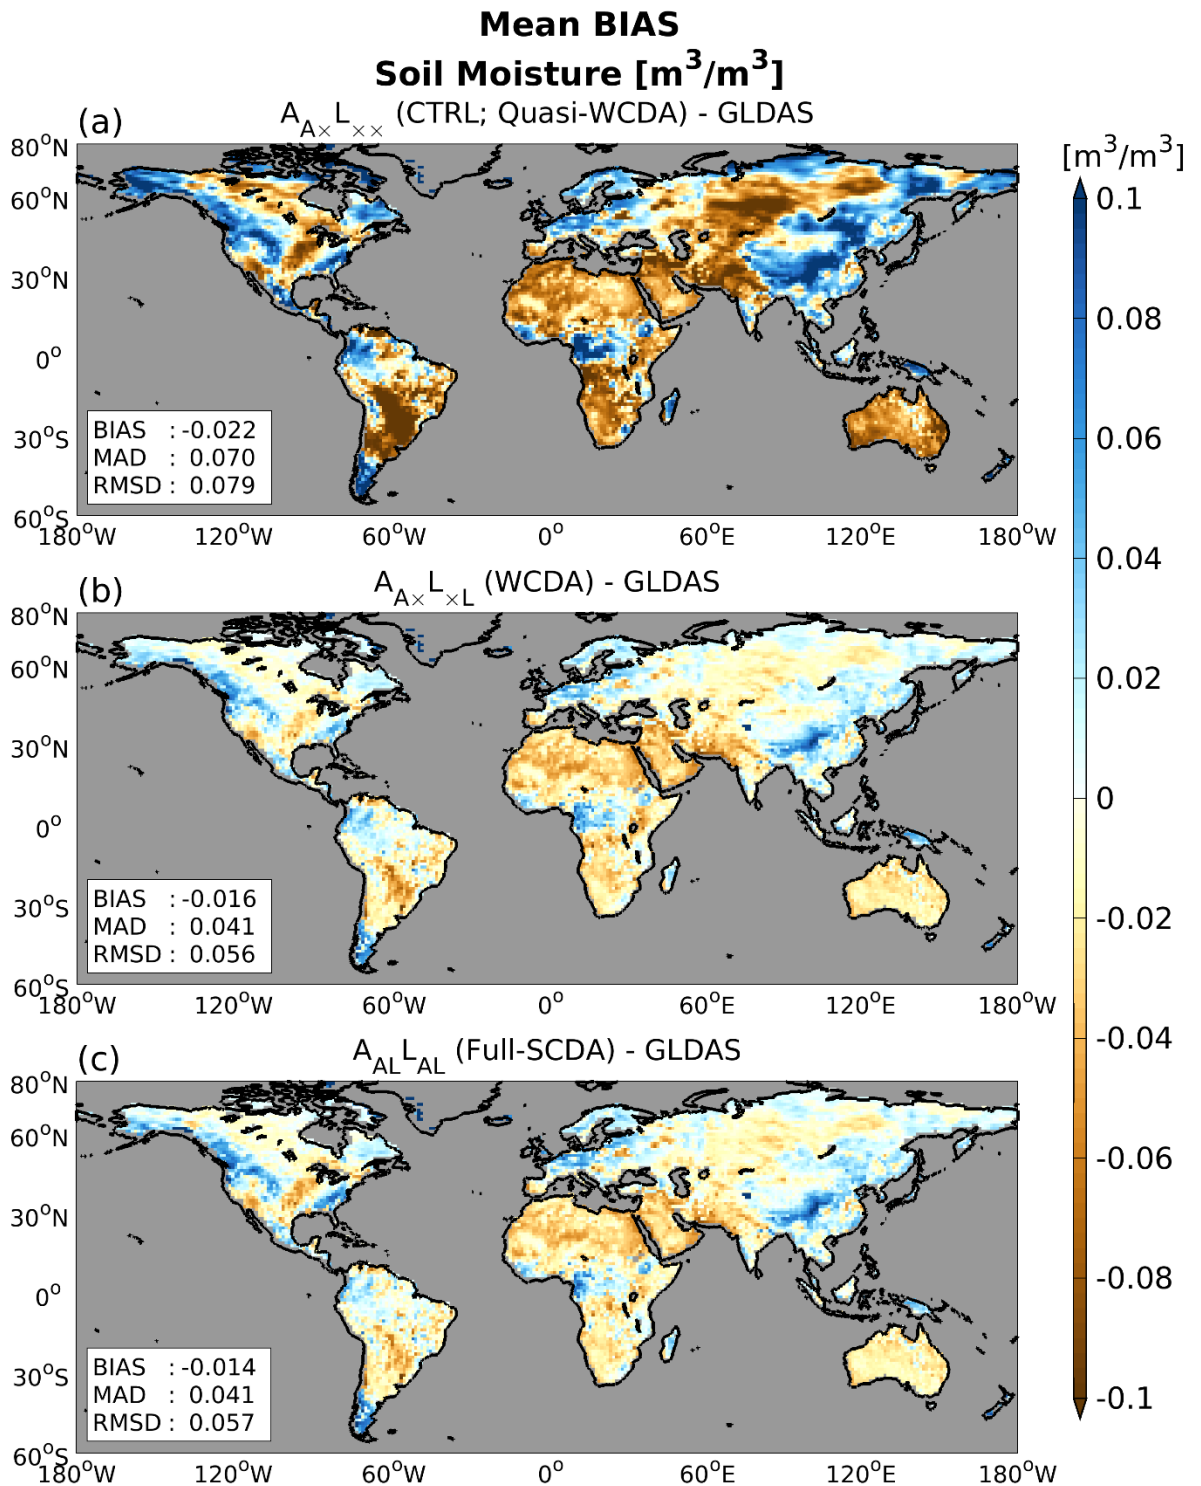 Mean BIAS
Soil Moisture [m³/m³]
(a) A_A×L_×× (CTRL; Quasi-WCDA) - GLDAS
[m³/m³]
80°N
60°N
30°N
0°
30°S
60°S
BIAS : -0.022
MAD : 0.070
RMSD : 0.079
180°W 120°W 60°W 0° 60°E 120°E 180°W
(b) A_A×L_×L (WCDA) - GLDAS
80°N
60°N
30°N
0°
30°S
60°S
BIAS : -0.016
MAD : 0.041
RMSD : 0.056
180°W 120°W 60°W 0° 60°E 120°E 180°W
(c) A_ALL_AL (Full-SCDA) - GLDAS
80°N
60°N
30°N
0°
30°S
60°S
BIAS : -0.014
MAD : 0.041
RMSD : 0.057
180°W 120°W 60°W 0° 60°E 120°E 180°W
0.1
0.08
0.06
0.04
0.02
0
-0.02
-0.04
-0.06
-0.08
-0.1